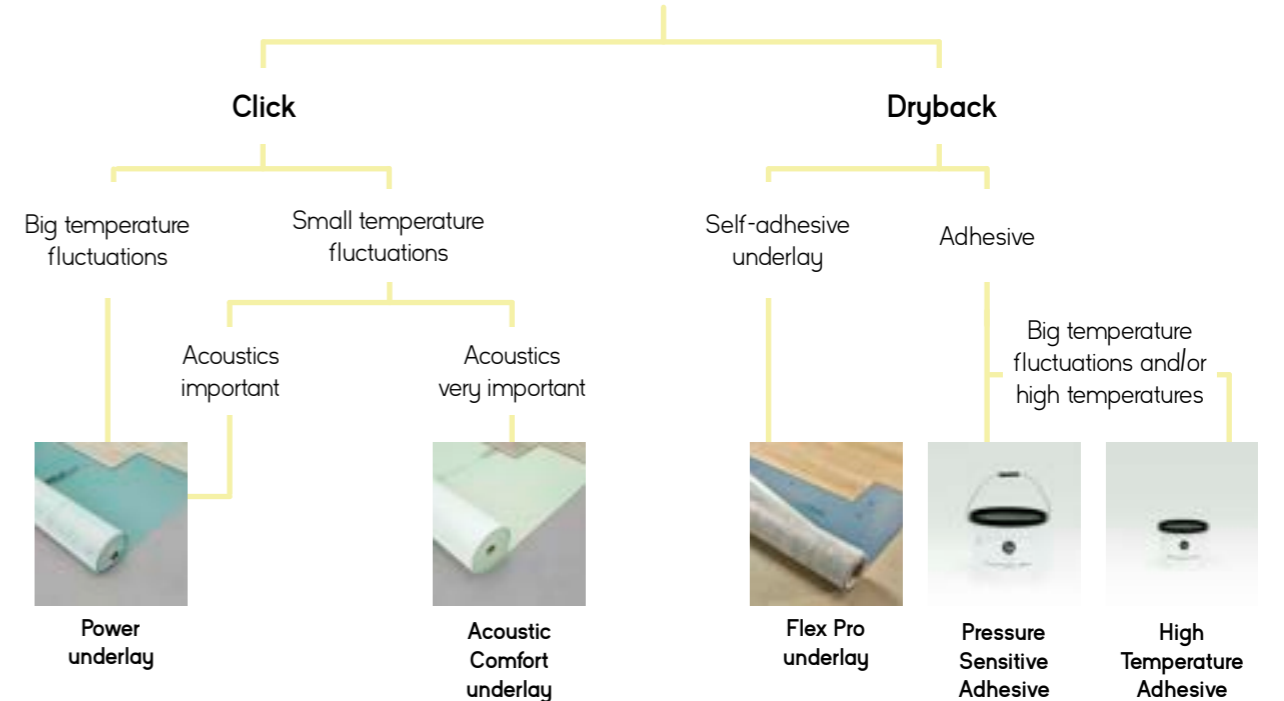 Click
Dryback
Big temperature
fluctuations
Small temperature
fluctuations
Self-adhesive
underlay
Adhesive
Acoustics
important
Acoustics
very important
Big temperature
fluctuations and/or
high temperatures
Power
underlay
Acoustic
Comfort
underlay
Flex Pro
underlay
Pressure
Sensitive
Adhesive
High
Temperature
Adhesive